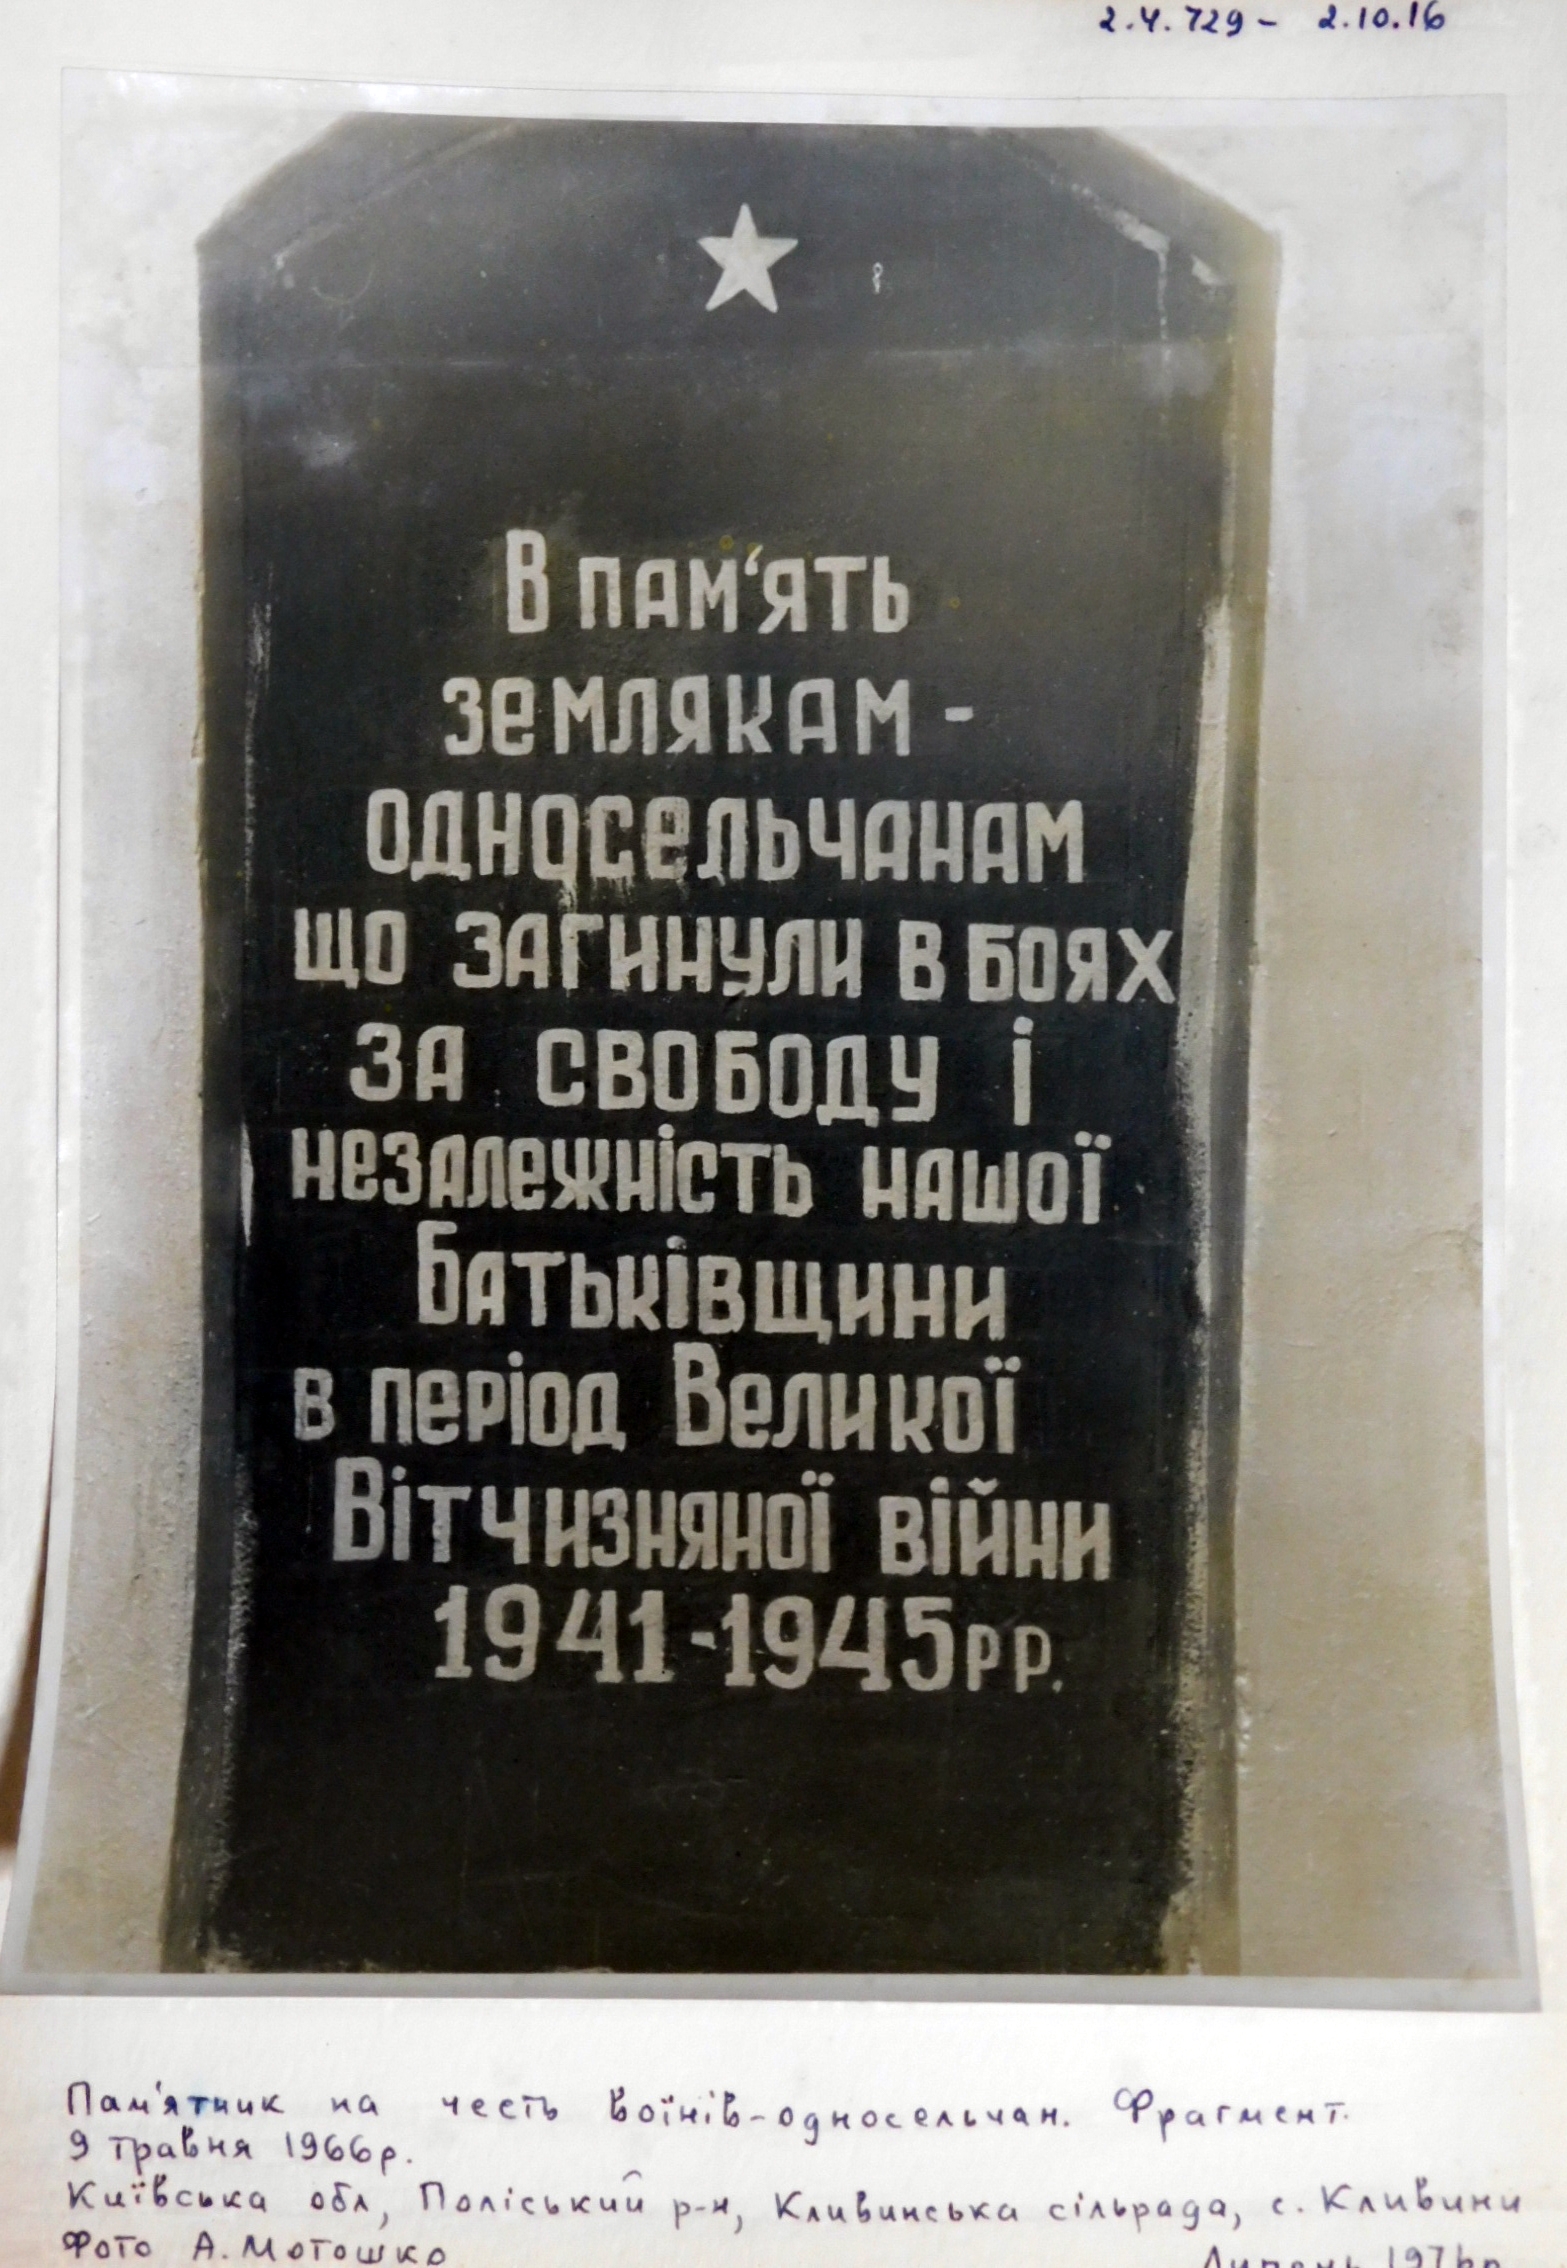 2.4.729- 2.10.16
В пам‘ять
землякам-
односельчанам
що загинули в боях
за свободу і
незалежність нашої
Батьківщини
в період Великої
Вітчизняної війни
1941-1945рр.
Пам'ятник на честь воїнів-односельчан. Фрагмент.
9 травня 1966р.
Київська обл, Поліський р-н, Кливинська сільрада, с. Кливини
Фото А. Мотошко Липень